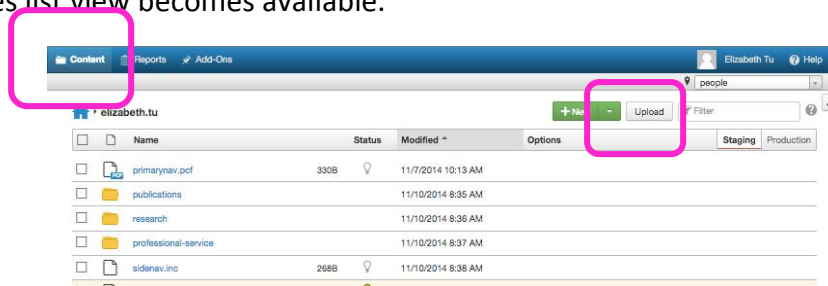 es list view becomes available.
Content Reports Add-Ons Elizabeth Tu Help
people
elizabeth.tu +New Upload Filter
Name Status Modified Options Staging Production
primarynav.pcf 330B 11/7/2014 10:13 AM
publications 11/10/2014 8:35 AM
research 11/10/2014 8:36 AM
professional-service 11/10/2014 8:37 AM
sidenav.inc 268B 11/10/2014 8:38 AM